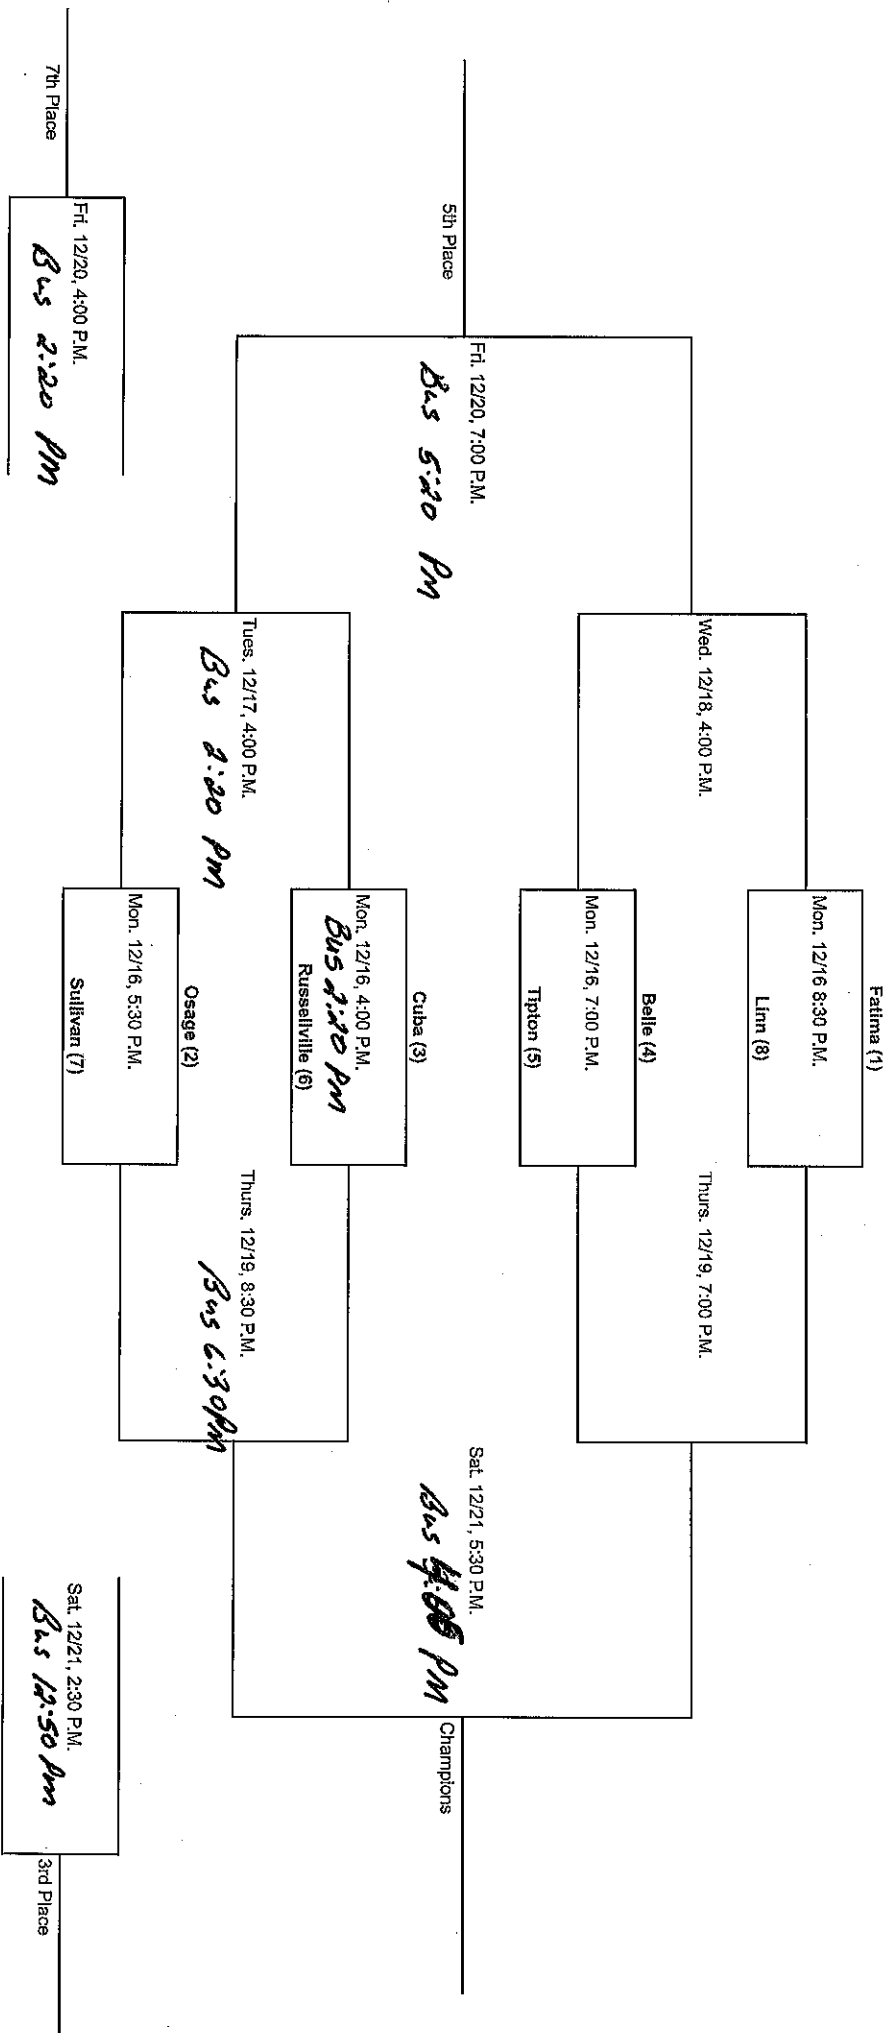 Fatima (1)
Mon. 12/16 8:30 P.M.
Linn (8)
Wed. 12/18, 4:00 P.M.
Thurs. 12/19, 7:00 P.M.
Belle (4)
Mon. 12/16, 7:00 P.M.
Tipton (5)
Fri. 12/20, 7:00 P.M.
Bus 5:20 PM
5th Place
Sat. 12/21, 5:30 P.M.
Bus PM
Champions
Cuba (3)
Mon. 12/16, 4:00 P.M.
Bus 2:20 PM
Russellville (6)
Tues. 12/17, 4:00 P.M.
Bus 2:20 PM
Thurs. 12/19, 8:30 P.M.
Bus 6:30 PM
Osage (2)
Mon. 12/16, 5:30 P.M.
Sullivan (7)
Fri. 12/20, 4:00 P.M.
Bus 2:20 PM
7th Place
Sat. 12/21, 2:30 P.M.
Bus 12:50 PM
3rd Place